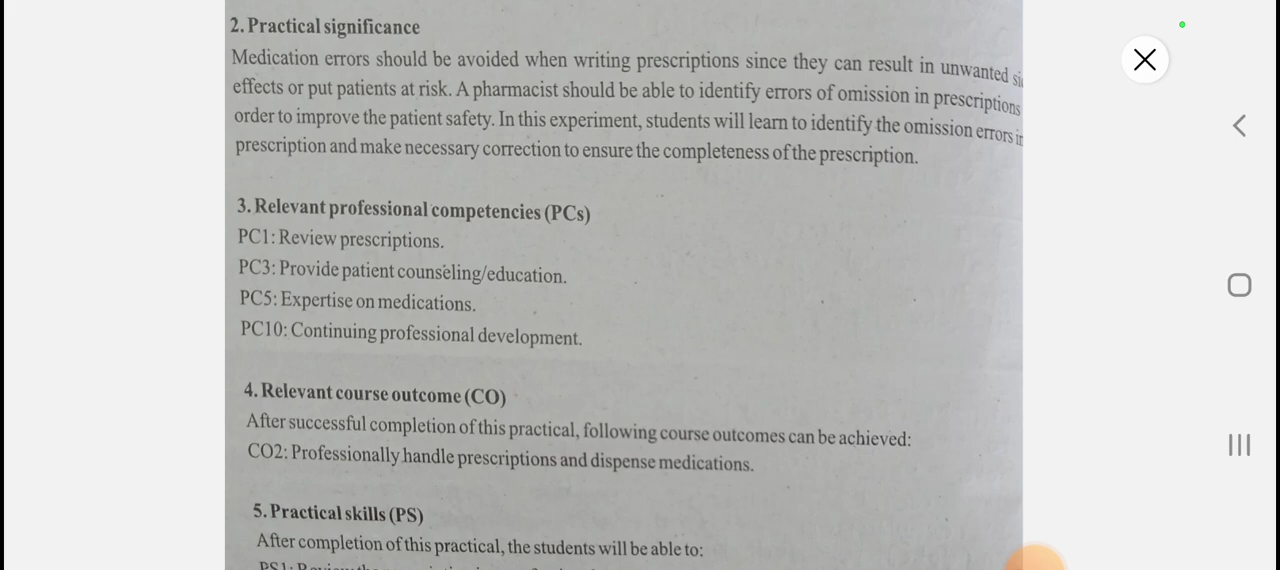 2. Practical significance
Medication errors should be avoided when writing prescriptions since they can result in unwanted
effects or put patients at risk. A pharmacist should be able to identify errors of omission in prescriptions
order to improve the patient safety. In this experiment, students will learn to identify the omission errors
prescription and make necessary correction to ensure the completeness of the prescription.
3. Relevant professional competencies (PCs)
PC1: Review prescriptions.
PC3: Provide patient counseling/education.
PC5: Expertise on medications.
PC10: Continuing professional development.
4. Relevant course outcome (CO)
After successful completion of this practical, following course outcomes can be achieved:
CO2: Professionally handle prescriptions and dispense medications.
5. Practical skills (PS)
After completion of this practical, the students will be able to: